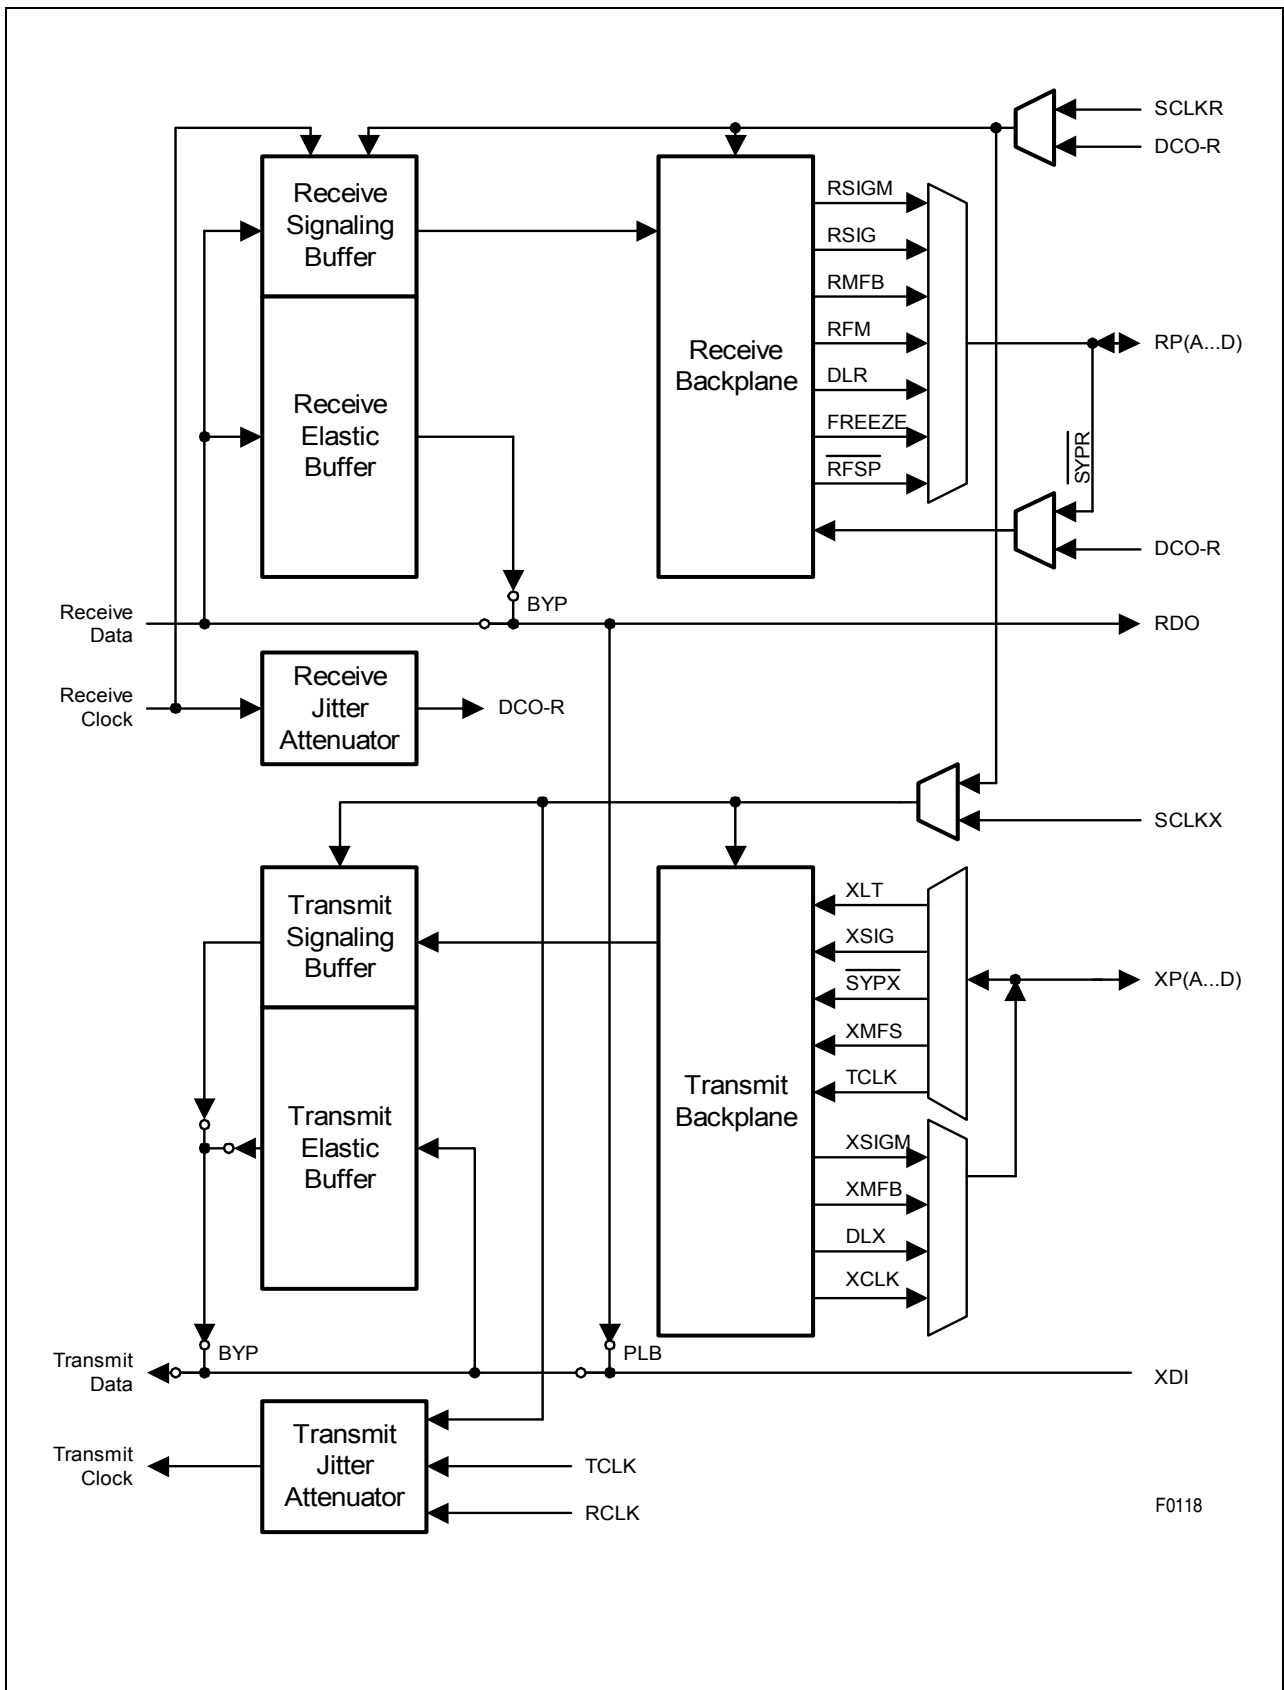 SCLKR
DCO-R
Receive
Signaling
Buffer
RSIGM
RSIG
RMFB
RFM
DLR
FREEZE
RFSP
Receive
Backplane
RP(A...D)
SYPR
Receive
Elastic
Buffer
DCO-R
BYP
Receive
Data
RDO
Receive
Clock
Receive
Jitter
Attenuator
DCO-R
SCLKX
Transmit
Signaling
Buffer
XLT
XSIG
SYPX
XMFS
TCLK
XP(A...D)
Transmit
Backplane
Transmit
Elastic
Buffer
XSIGM
XMFB
DLX
XCLK
BYP
PLB
Transmit
Data
XDI
Transmit
Clock
Transmit
Jitter
Attenuator
TCLK
RCLK
F0118